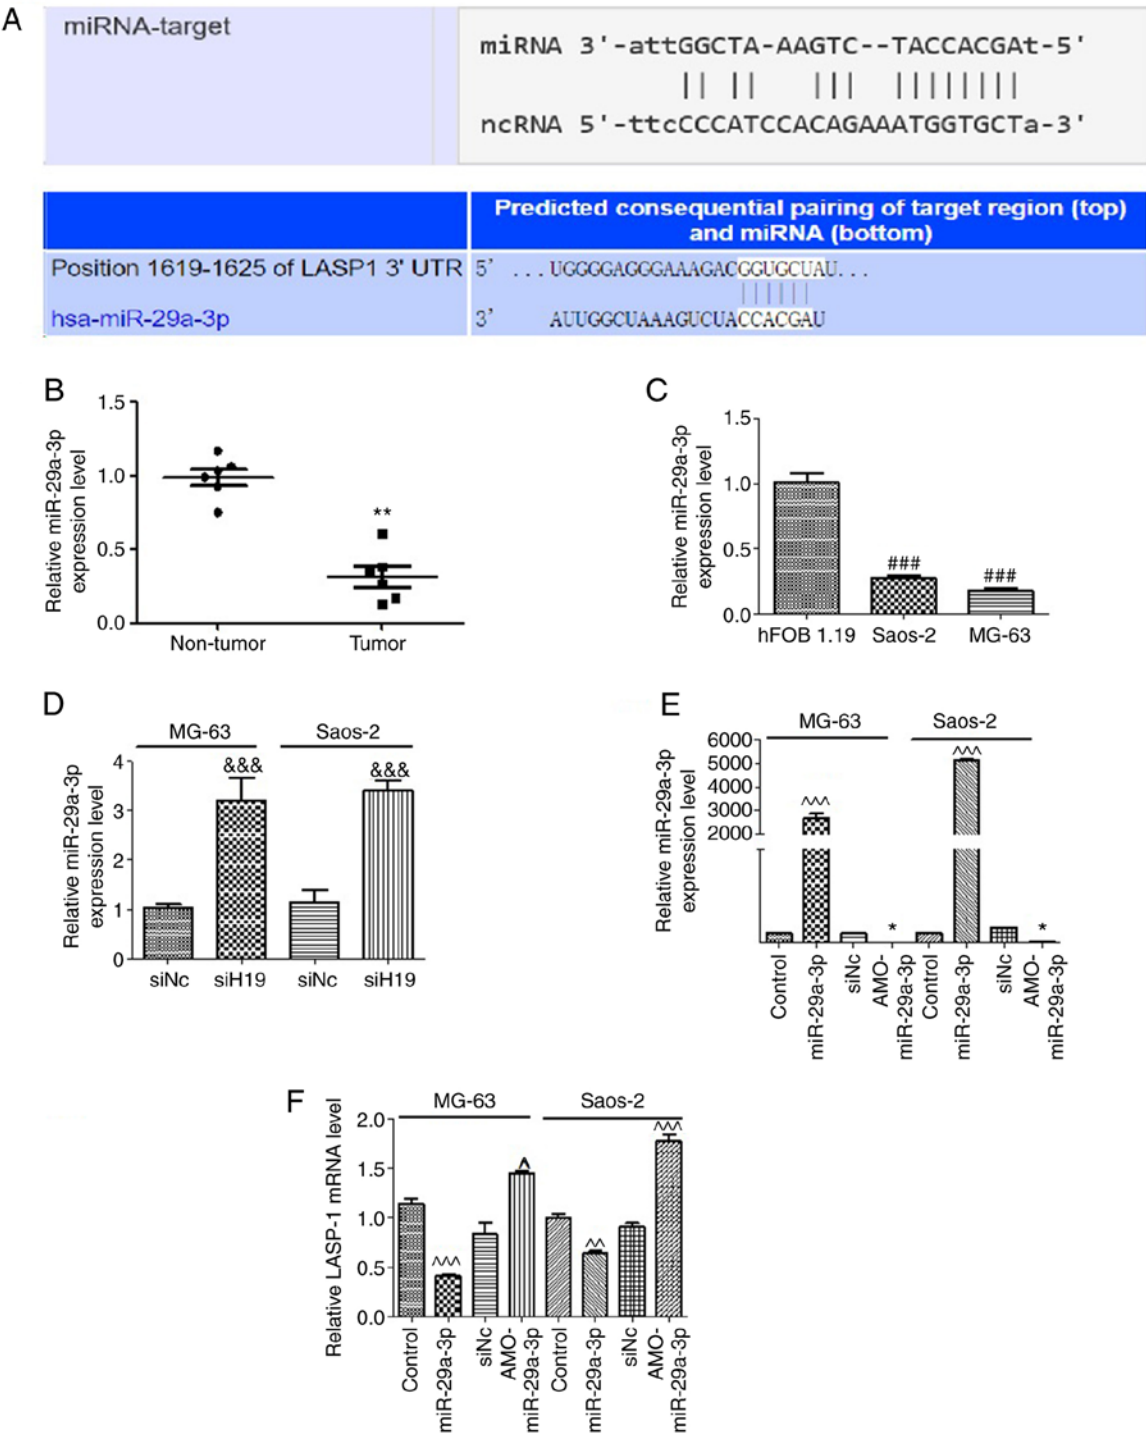 A
miRNA-target
miRNA 3'-attGGCTA-AAGTC--TACCACGAt-5'
|| || ||| ||||||||
ncRNA 5'-ttcCCCATCCACAGAAATGGTGCTa-3'
Predicted consequential pairing of target region (top)
and miRNA (bottom)
Position 1619-1625 of LASP1 3' UTR 5' ...UGGGGAGGGAAAGACGGUGCUAU...
||||||
hsa-miR-29a-3p 3' AUUGGCUAAAGUCUACCACGAU
B
Relative miR-29a-3p
expression level
1.5
1.0
0.5
0.0
**
Non-tumor Tumor
C
Relative miR-29a-3p
expression level
1.5
1.0
0.5
0.0
### ###
hFOB 1.19 Saos-2 MG-63
D
MG-63 Saos-2
Relative miR-29a-3p
expression level
4
3
2
1
0
&&& &&&
siNc siH19 siNc siH19
E
MG-63 Saos-2
Relative miR-29a-3p
expression level
6000
5000
4000
3000
2000
^^^ * ^^^ *
Control
miR-29a-3p
siNc
AMO-
miR-29a-3p
Control
miR-29a-3p
siNc
AMO-
miR-29a-3p
F
MG-63 Saos-2
Relative LASP-1 mRNA level
2.0
1.5
1.0
0.5
0.0
^^^ ^ ^^ ^^^
Control
miR-29a-3p
siNc
AMO-
miR-29a-3p
Control
miR-29a-3p
siNc
AMO-
miR-29a-3p